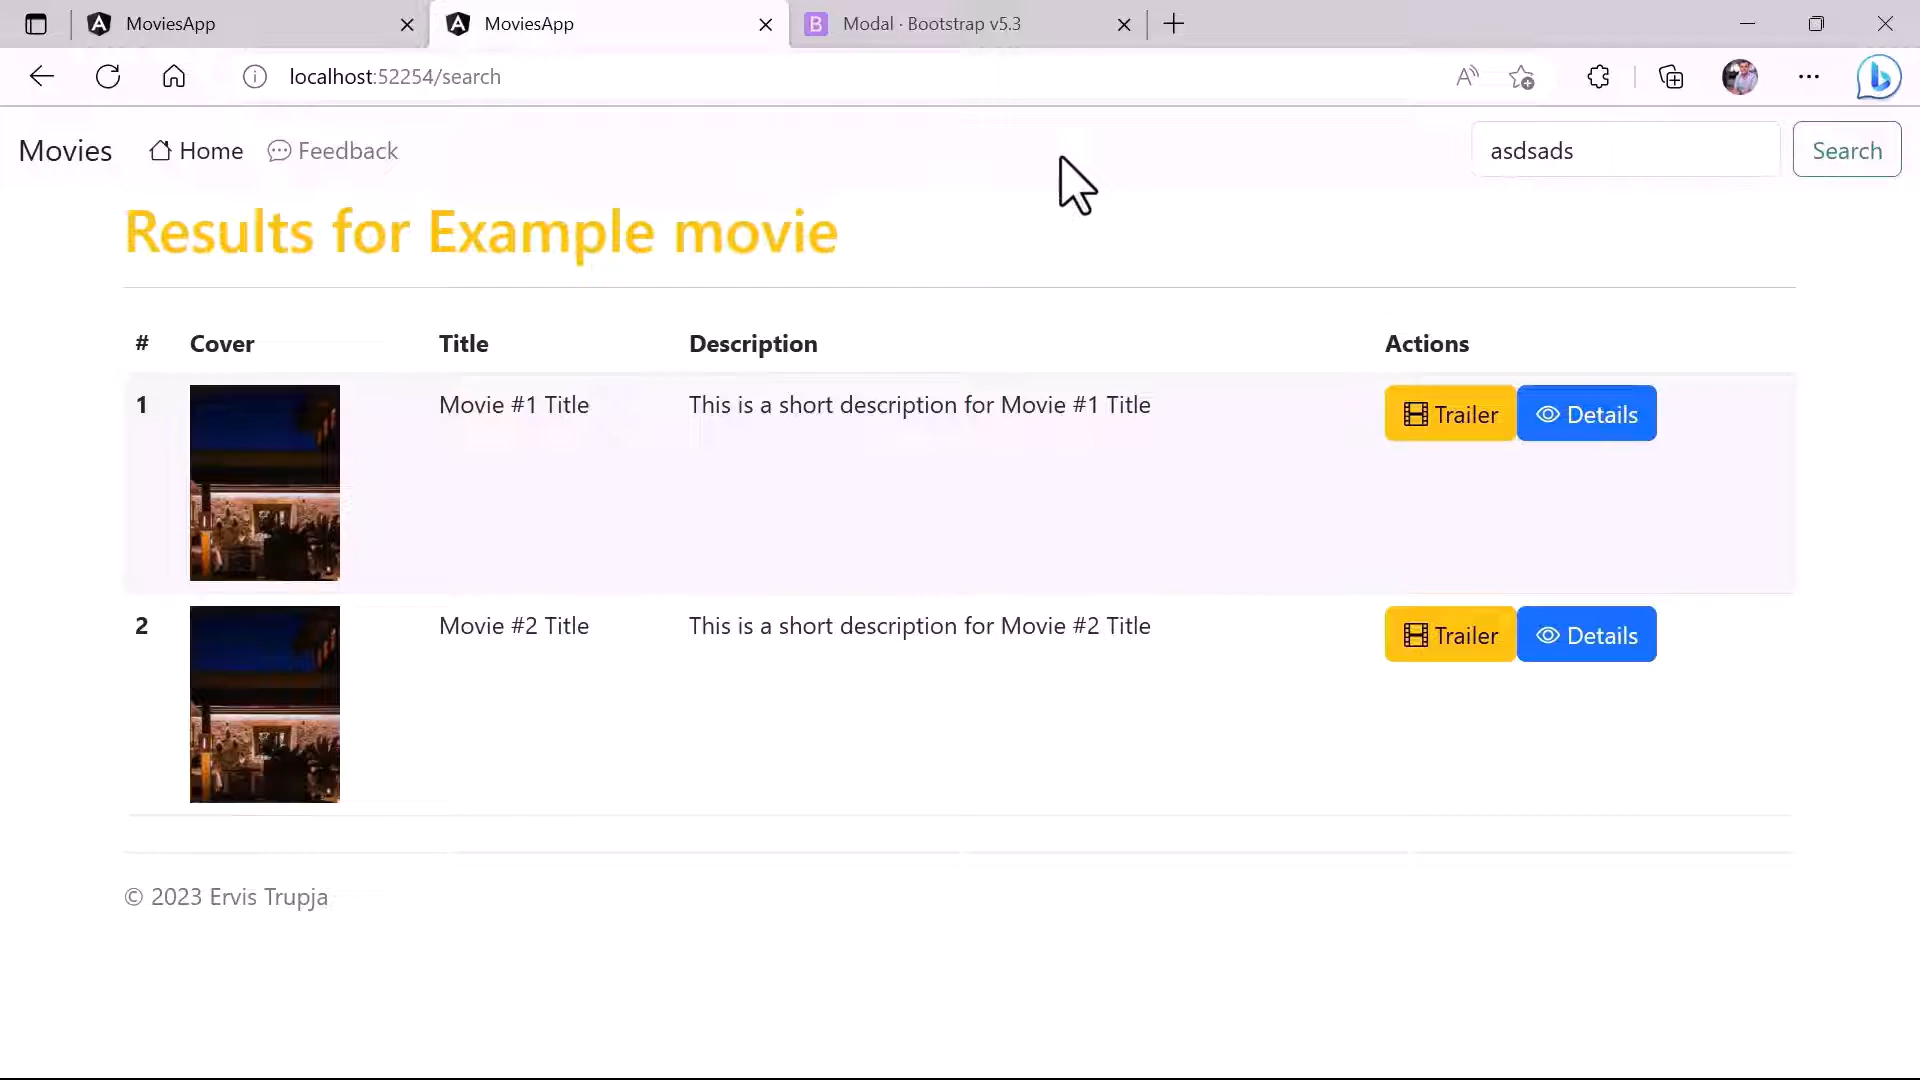 MoviesApp
MoviesApp
Modal · Bootstrap v5.3
localhost:52254/search
Movies
Home
Feedback
asdsads
Search
Results for Example movie
# Cover Title Description Actions
1 Movie #1 Title This is a short description for Movie #1 Title Trailer Details
2 Movie #2 Title This is a short description for Movie #2 Title Trailer Details
© 2023 Ervis Trupja